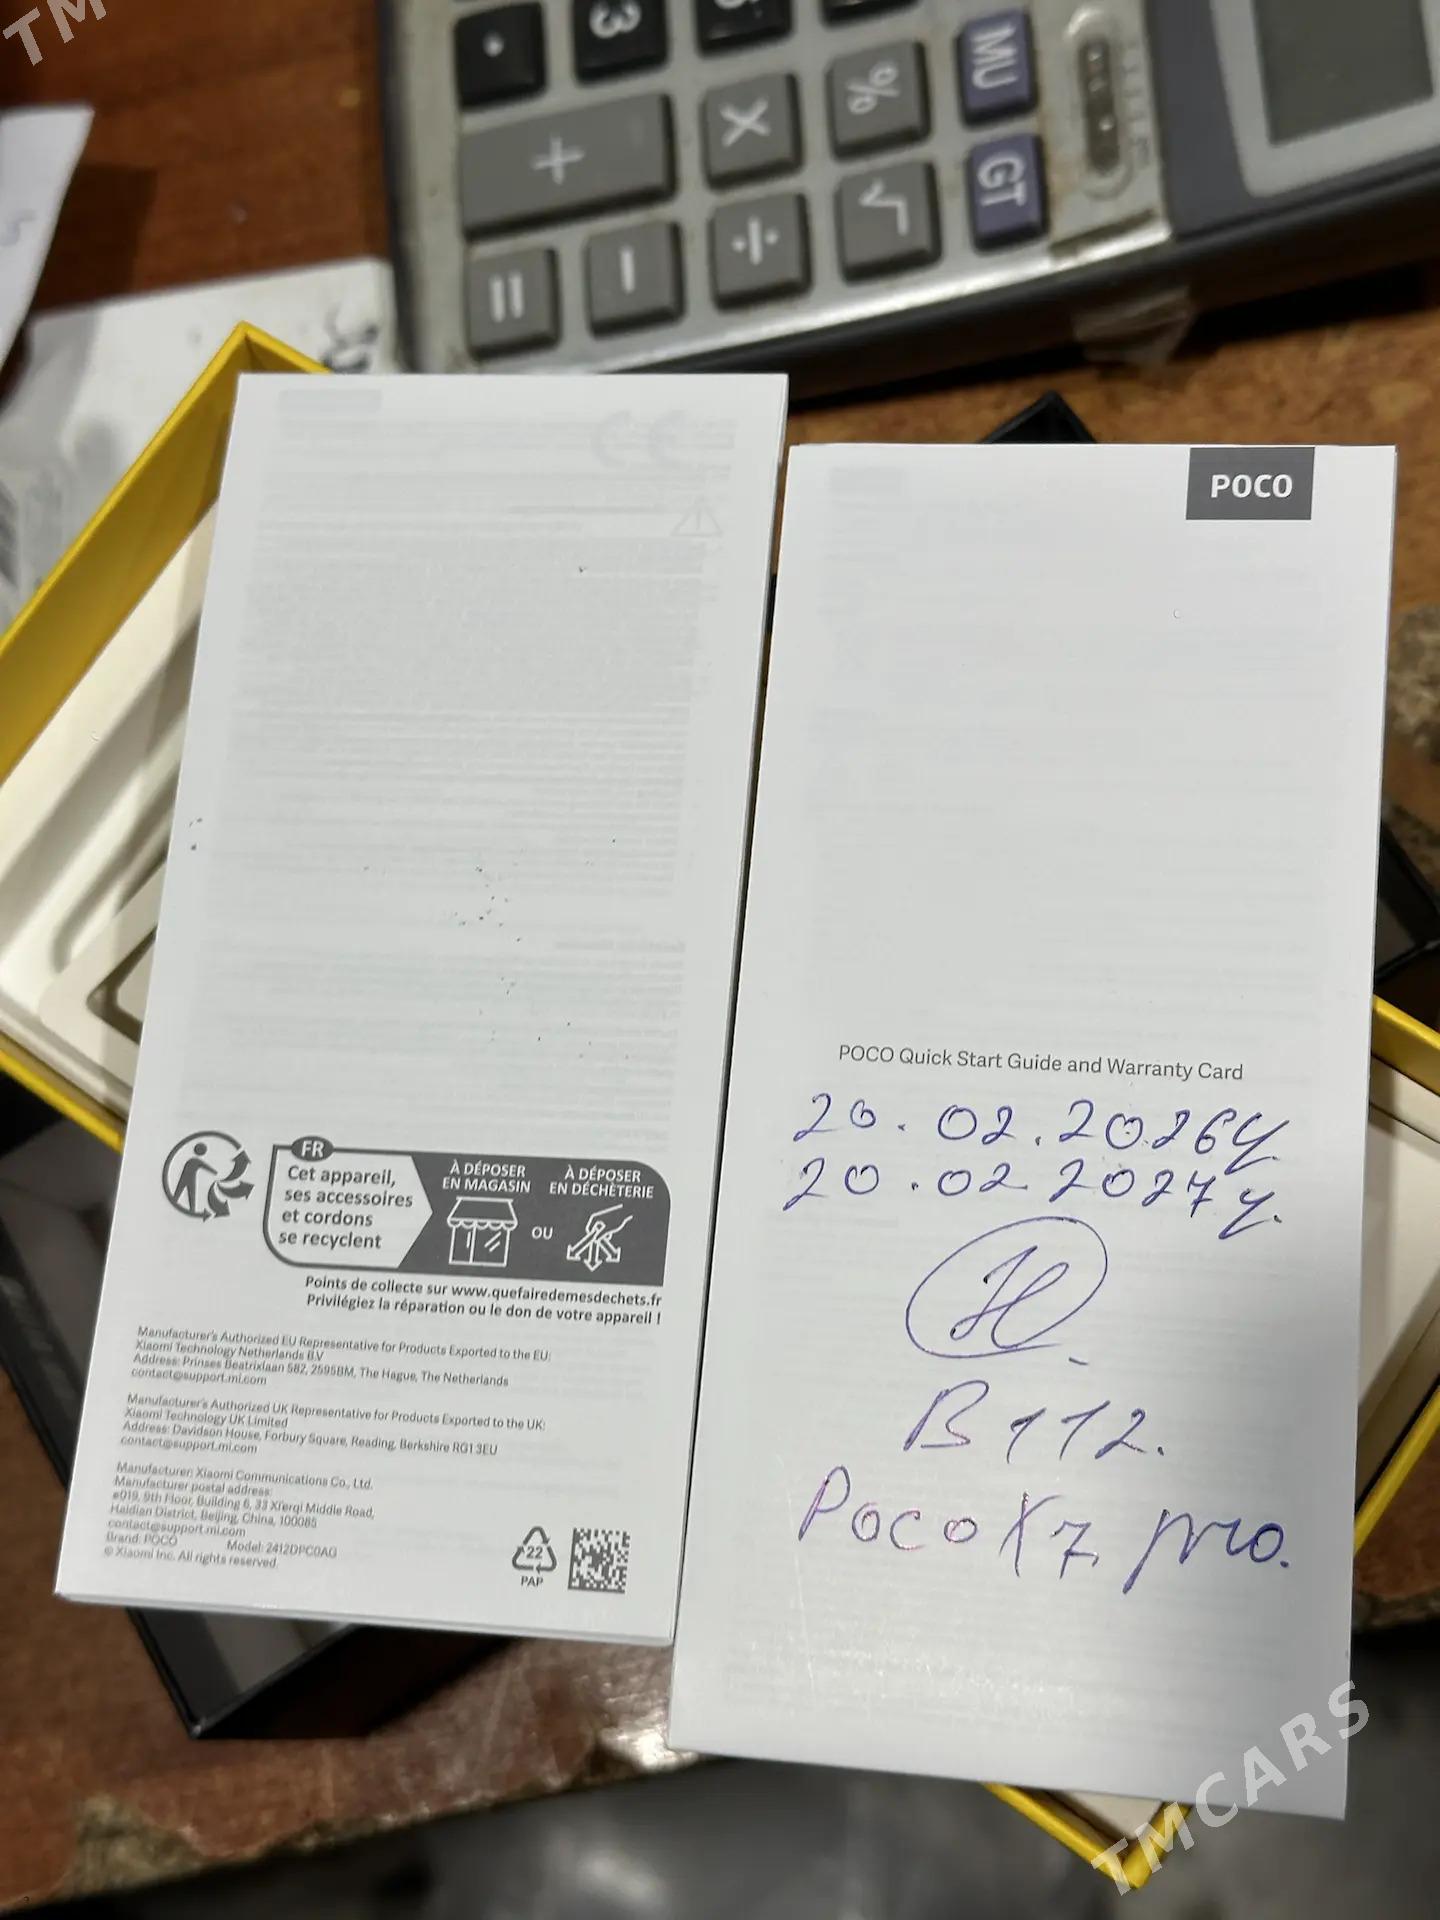 TM
3
MU
%
X
+
GT
√
÷
−
=
POCO
POCO Quick Start Guide and Warranty Card
20.02.2026y
20.02.2027y.
B112.
Poco X7 pro.
FR
Cet appareil,
ses accessoires
et cordons
se recyclent
À DÉPOSER
EN MAGASIN
OU
À DÉPOSER
EN DÉCHÈTERIE
Points de collecte sur www.quefairedemesdechets.fr
Privilégiez la réparation ou le don de votre appareil !
Manufacturer's Authorized EU Representative for Products Exported to the EU:
Xiaomi Technology Netherlands B.V
Address: Prinses Beatrixlaan 582, 2595BM, The Hague, The Netherlands
contact@support.mi.com
Manufacturer's Authorized UK Representative for Products Exported to the UK:
Xiaomi Technology UK Limited
Address: Davidson House, Forbury Square, Reading, Berkshire RG1 3EU
contact@support.mi.com
Manufacturer: Xiaomi Communications Co., Ltd.
Manufacturer postal address:
#019, 9th Floor, Building 6, 33 Xi'erqi Middle Road,
Haidian District, Beijing, China, 100085
contact@support.mi.com
Brand: POCO Model: 2412DPC0AG
© Xiaomi Inc. All rights reserved.
22
PAP
TMCARS